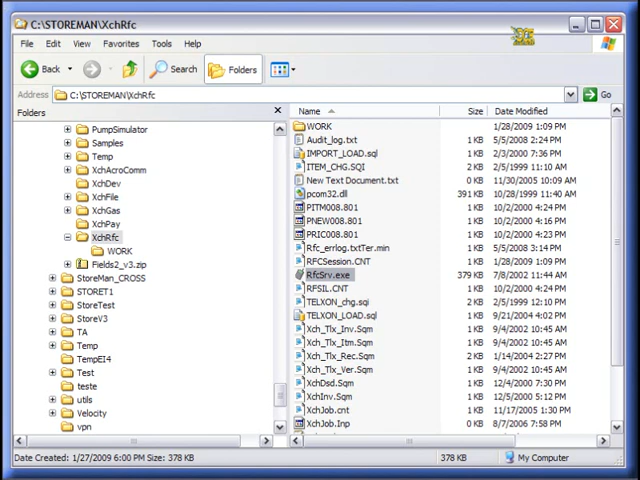 C:\STOREMAN\XchRfc
File Edit View Favorites Tools Help
Back Search Folders
Address C:\STOREMAN\XchRfc Go
Folders
PumpSimulator
Samples
Temp
XchAcroComm
XchDev
XchFile
XchGas
XchPay
XchRfc
WORK
Fields2_v3.zip
StoreMan_CROSS
STORET1
StoreTest
StoreV3
TA
Temp
TempEI4
Test
teste
utils
Velocity
vpn
Name Size Date Modified
WORK 1/28/2009 1:09 PM
Audit_log.txt 1 KB 5/5/2008 2:24 PM
IMPORT_LOAD.sql 1 KB 2/3/2000 7:36 PM
ITEM_CHG.SQI 1 KB 2/5/1999 11:10 AM
New Text Document.txt 0 KB 11/30/2005 10:09 AM
pcom32.dll 391 KB 10/28/1999 11:40 AM
PITM008.801 1 KB 10/2/2000 4:24 PM
PNEW008.801 1 KB 10/2/2000 4:16 PM
PRIC008.801 1 KB 10/2/2000 4:23 PM
Rfc_errlog.txtTer.min 1 KB 5/5/2008 3:14 PM
RFCSession.CNT 1 KB 1/28/2009 1:09 PM
RfcSrv.exe 379 KB 7/8/2002 11:44 AM
RFSIL.CNT 1 KB 10/2/2000 4:24 PM
TELXON_chg.sqi 2 KB 2/5/1999 12:10 PM
TELXON_LOAD.sql 1 KB 9/21/2004 4:02 PM
Xch_Tlx_Inv.Sqm 1 KB 9/4/2002 10:45 AM
Xch_Tlx_Itm.Sqm 1 KB 9/4/2002 10:45 AM
Xch_Tlx_Rec.Sqm 2 KB 1/14/2004 2:27 PM
Xch_Tlx_Ver.Sqm 1 KB 9/4/2002 10:45 AM
XchDsd.Sqm 1 KB 12/4/2000 7:30 PM
XchInv.Sqm 1 KB 12/4/2000 5:12 PM
XchJob.cnt 1 KB 11/17/2005 1:30 PM
XchJob.Inp 0 KB 8/7/2006 7:58 PM
Date Created: 1/27/2009 6:00 PM Size: 378 KB 378 KB My Computer